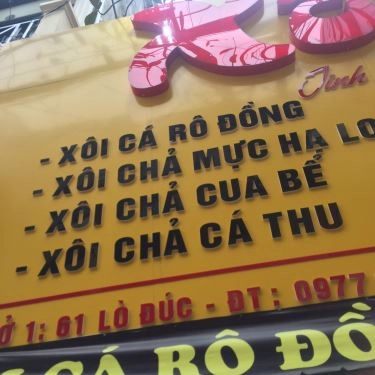 Dinh
- XÔI CÁ RÔ ĐỒNG
- XÔI CHẢ MỰC HẠ LO
- XÔI CHẢ CUA BỂ
- XÔI CHẢ CÁ THU
Ở 1: 61 LÒ ĐÚC - ĐT : 0977
CÁ RÔ ĐỒ